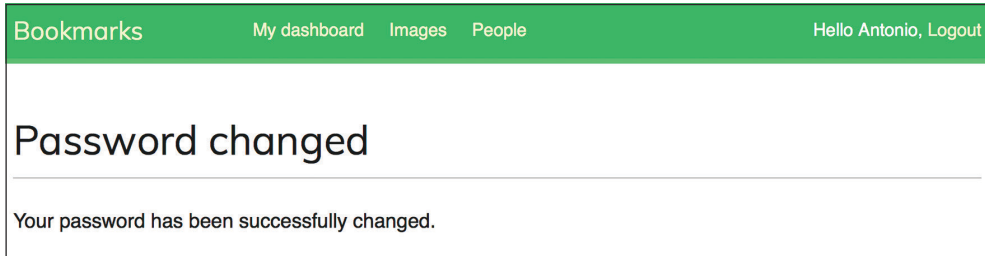 Bookmarks My dashboard Images People Hello Antonio, Logout
Password changed
Your password has been successfully changed.